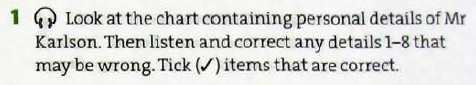 1 Look at the chart containing personal details of Mr
Karlson. Then listen and correct any details 1–8 that
may be wrong. Tick (✓) items that are correct.